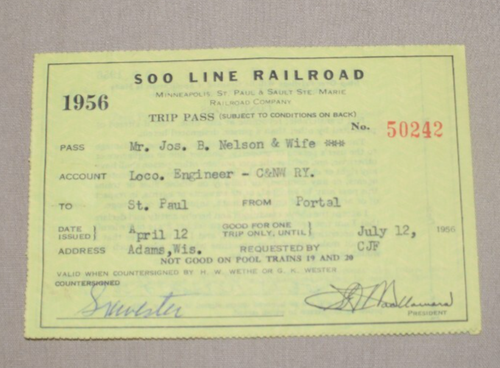 SOO LINE RAILROAD
1956
MINNEAPOLIS, ST. PAUL & SAULT STE. MARIE
RAILROAD COMPANY
TRIP PASS (SUBJECT TO CONDITIONS ON BACK)
No. 50242
PASS Mr. Jos. B. Nelson & Wife ***
ACCOUNT Loco. Engineer - C&NW RY.
TO St. Paul FROM Portal
DATE ISSUED} April 12 GOOD FOR ONE TRIP ONLY, UNTIL} July 12, 1956
ADDRESS Adams, Wis. REQUESTED BY CJF
NOT GOOD ON POOL TRAINS 19 AND 20
VALID WHEN COUNTERSIGNED BY H. W. WETHE OR G. K. WESTER
COUNTERSIGNED
PRESIDENT